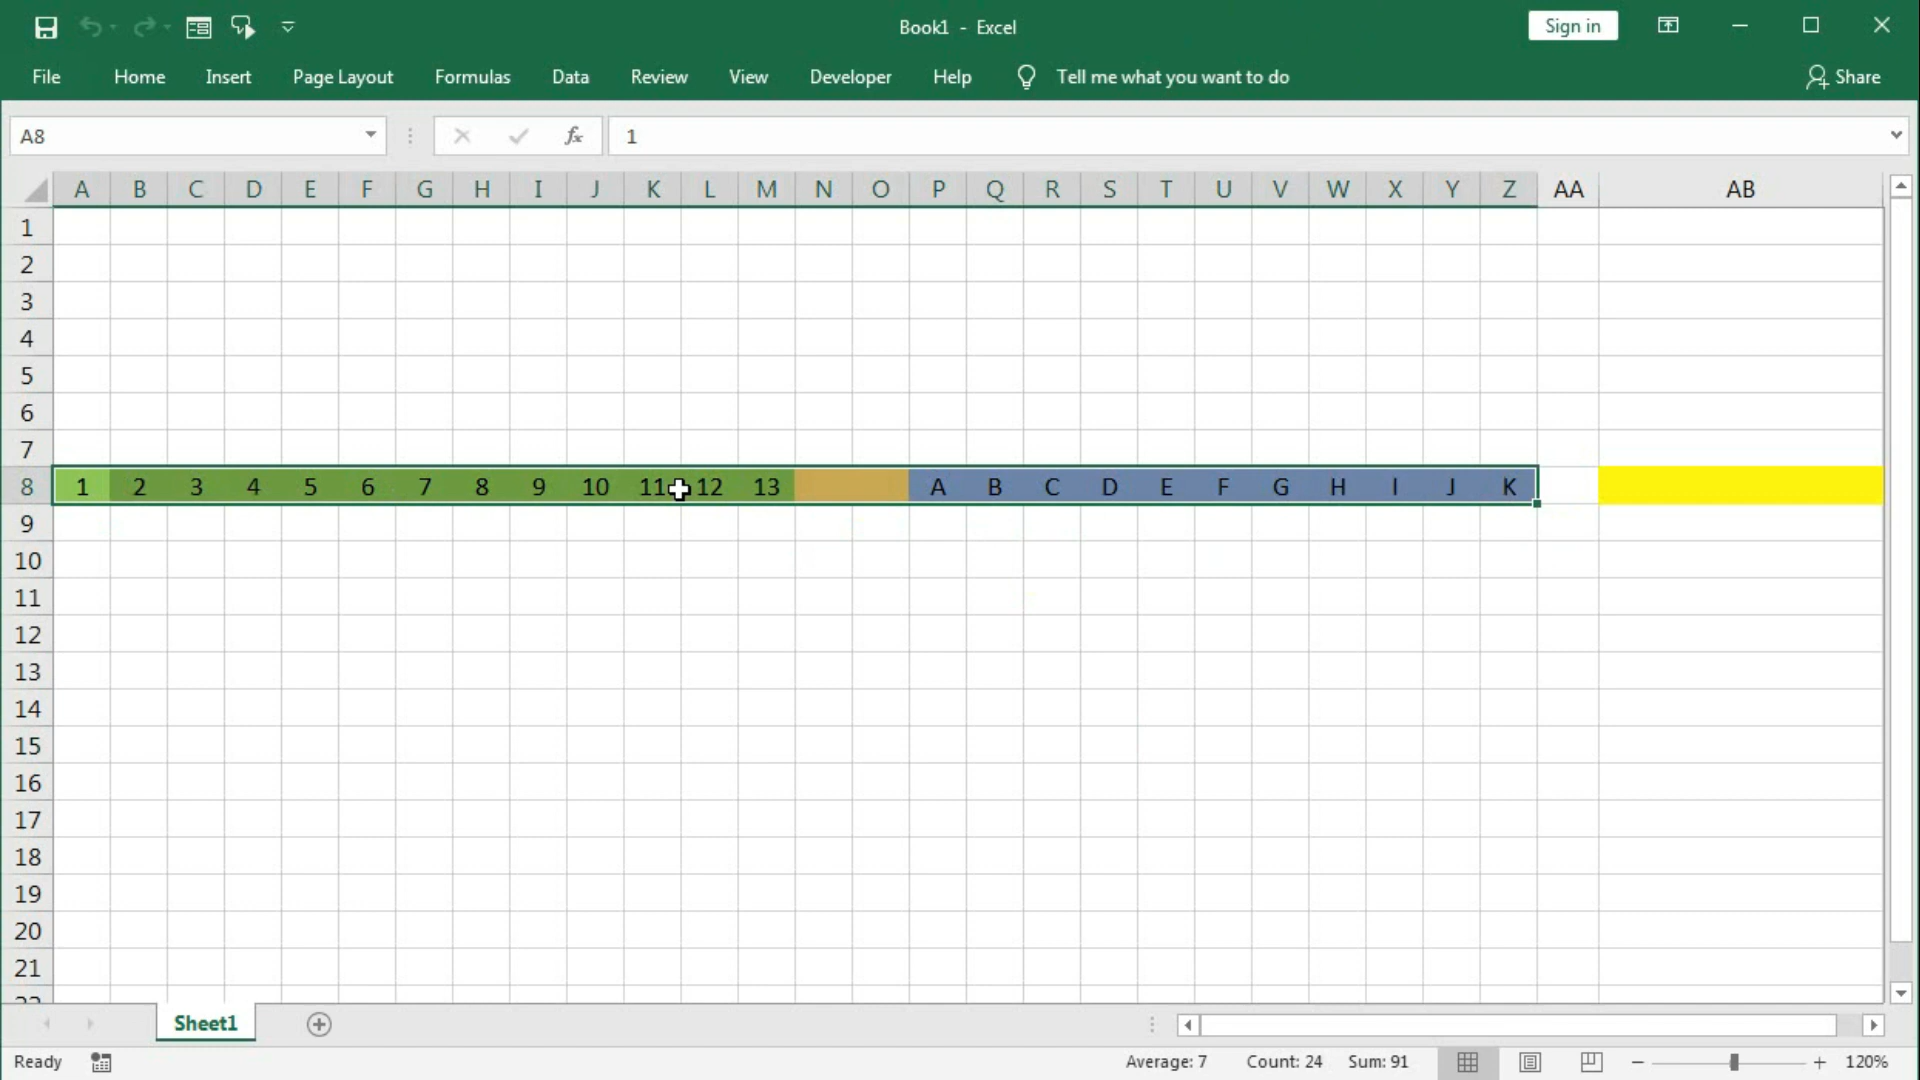 Book1 - Excel
Sign in
File Home Insert Page Layout Formulas Data Review View Developer Help Tell me what you want to do Share
A8 fx 1
A B C D E F G H I J K L M N O P Q R S T U V W X Y Z AA AB
1
2
3
4
5
6
7
8 1 2 3 4 5 6 7 8 9 10 11 12 13 A B C D E F G H I J K
9
10
11
12
13
14
15
16
17
18
19
20
21
22
Sheet1
Ready Average: 7 Count: 24 Sum: 91 120%